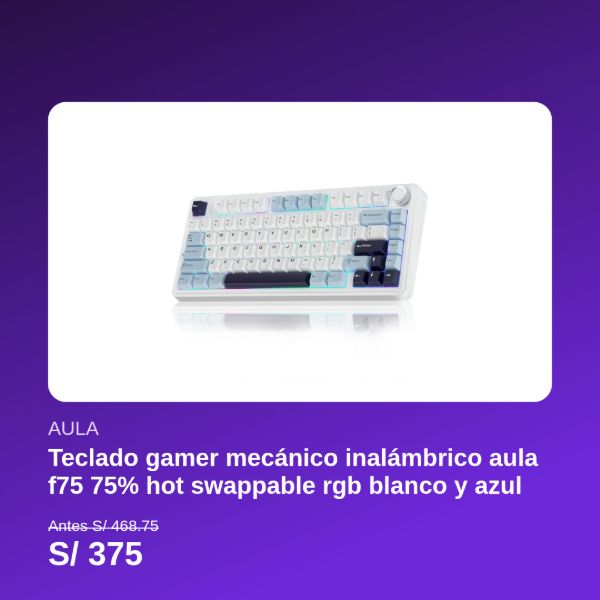 AULA
Teclado gamer mecánico inalámbrico aula
f75 75% hot swappable rgb blanco y azul
Antes S/ 468.75
S/ 375